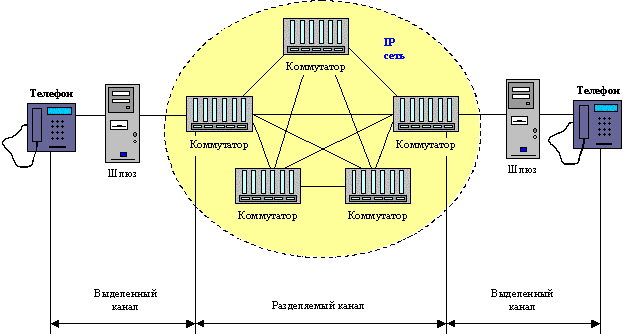 IP
сеть
Коммутатор
Телефон
Телефон
Коммутатор
Коммутатор
Шлюз
Шлюз
Коммутатор
Коммутатор
Выделенный
канал
Разделяемый канал
Выделенный
канал